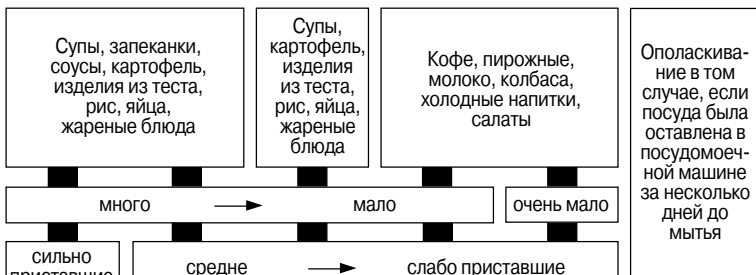 Супы, запеканки,
соусы, картофель,
изделия из теста,
рис, яйца,
жареные блюда
Супы,
картофель,
изделия
из теста,
рис, яйца,
жареные
блюда
Кофе, пирожные,
молоко, колбаса,
холодные напитки,
салаты
Ополаскива-
ние в том
случае, если
посуда была
оставлена в
посудомоеч-
ной машине
за несколько
дней до
мытья
много → мало
очень мало
сильно
приставшие
средне → слабо приставшие